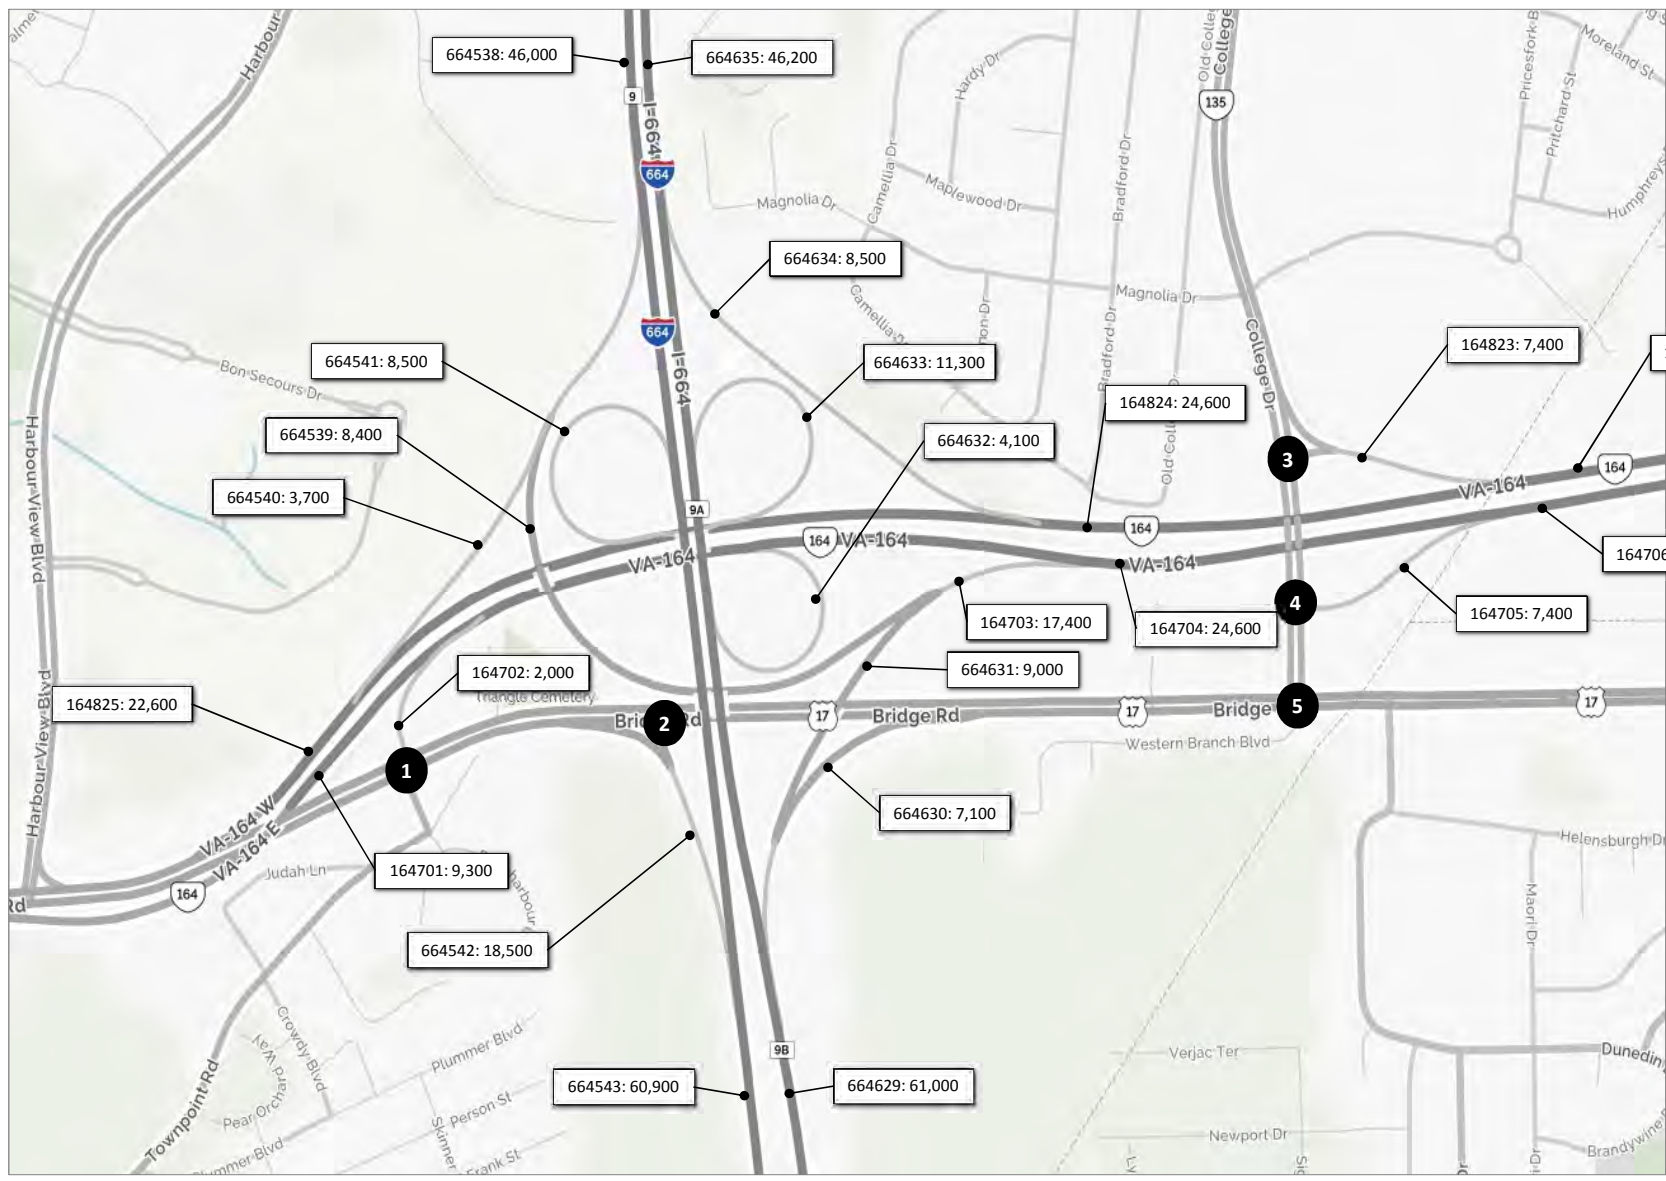 Harbour
664538: 46,000
664635: 46,200
Old College
College
Moreland St
9
I-664
664
135
Hardy Dr
Pritchard St
Bradford Dr
Camellia Dr
Maplewood Dr
Magnolia Dr
664634: 8,500
Magnolia Dr
664
I-664
Bradford Dr
College Dr
164823: 7,400
664541: 8,500
664633: 11,300
Bon Secours Dr
164824: 24,600
664539: 8,400
664632: 4,100
3
164
VA-164
Harbour View Blvd
664540: 3,700
9A
164
164
VA-164
VA-164
VA-164
164706
4
164703: 17,400
164704: 24,600
164705: 7,400
664631: 9,000
164702: 2,000
Triangle Cemetery
164825: 22,600
2
17
Bridge Rd
17
Bridge
5
17
Western Branch Blvd
1
Harbour View Blvd
664630: 7,100
VA-164 W
VA-164 E
Helensburgh Dr
164701: 9,300
Judah Ln
164
Rd
Maori Dr
664542: 18,500
Crowdy Blvd
Plummer Blvd
9B
Verjac Ter
664543: 60,900
664629: 61,000
Townpoint Rd
Pear Orchard Way
Person St
Skinner
Newport Dr
Frank St